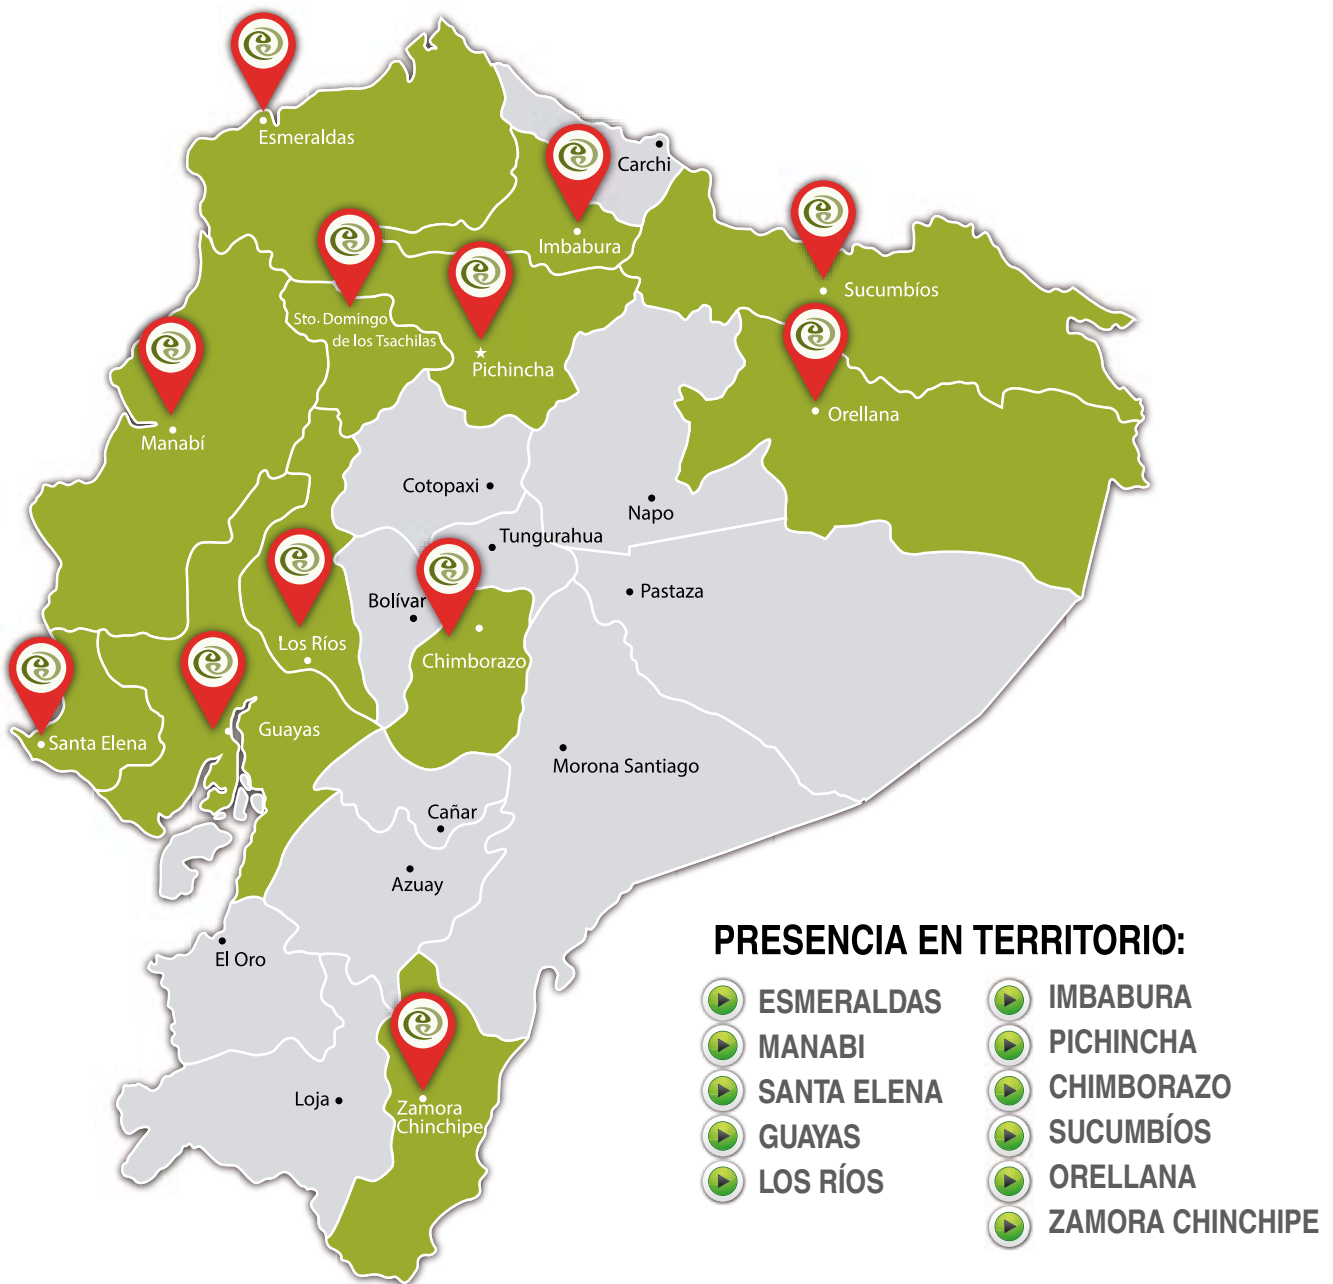 Esmeraldas
Carchi
Imbabura
Sucumbíos
Sto. Domingo
de los Tsachilas
Pichincha
Orellana
Manabí
Cotopaxi
Napo
Tungurahua
Pastaza
Bolívar
Los Ríos
Chimborazo
Guayas
Santa Elena
Morona Santiago
Cañar
Azuay
El Oro
Loja
Zamora
Chinchipe
PRESENCIA EN TERRITORIO:
ESMERALDAS
MANABI
SANTA ELENA
GUAYAS
LOS RÍOS
IMBABURA
PICHINCHA
CHIMBORAZO
SUCUMBÍOS
ORELLANA
ZAMORA CHINCHIPE